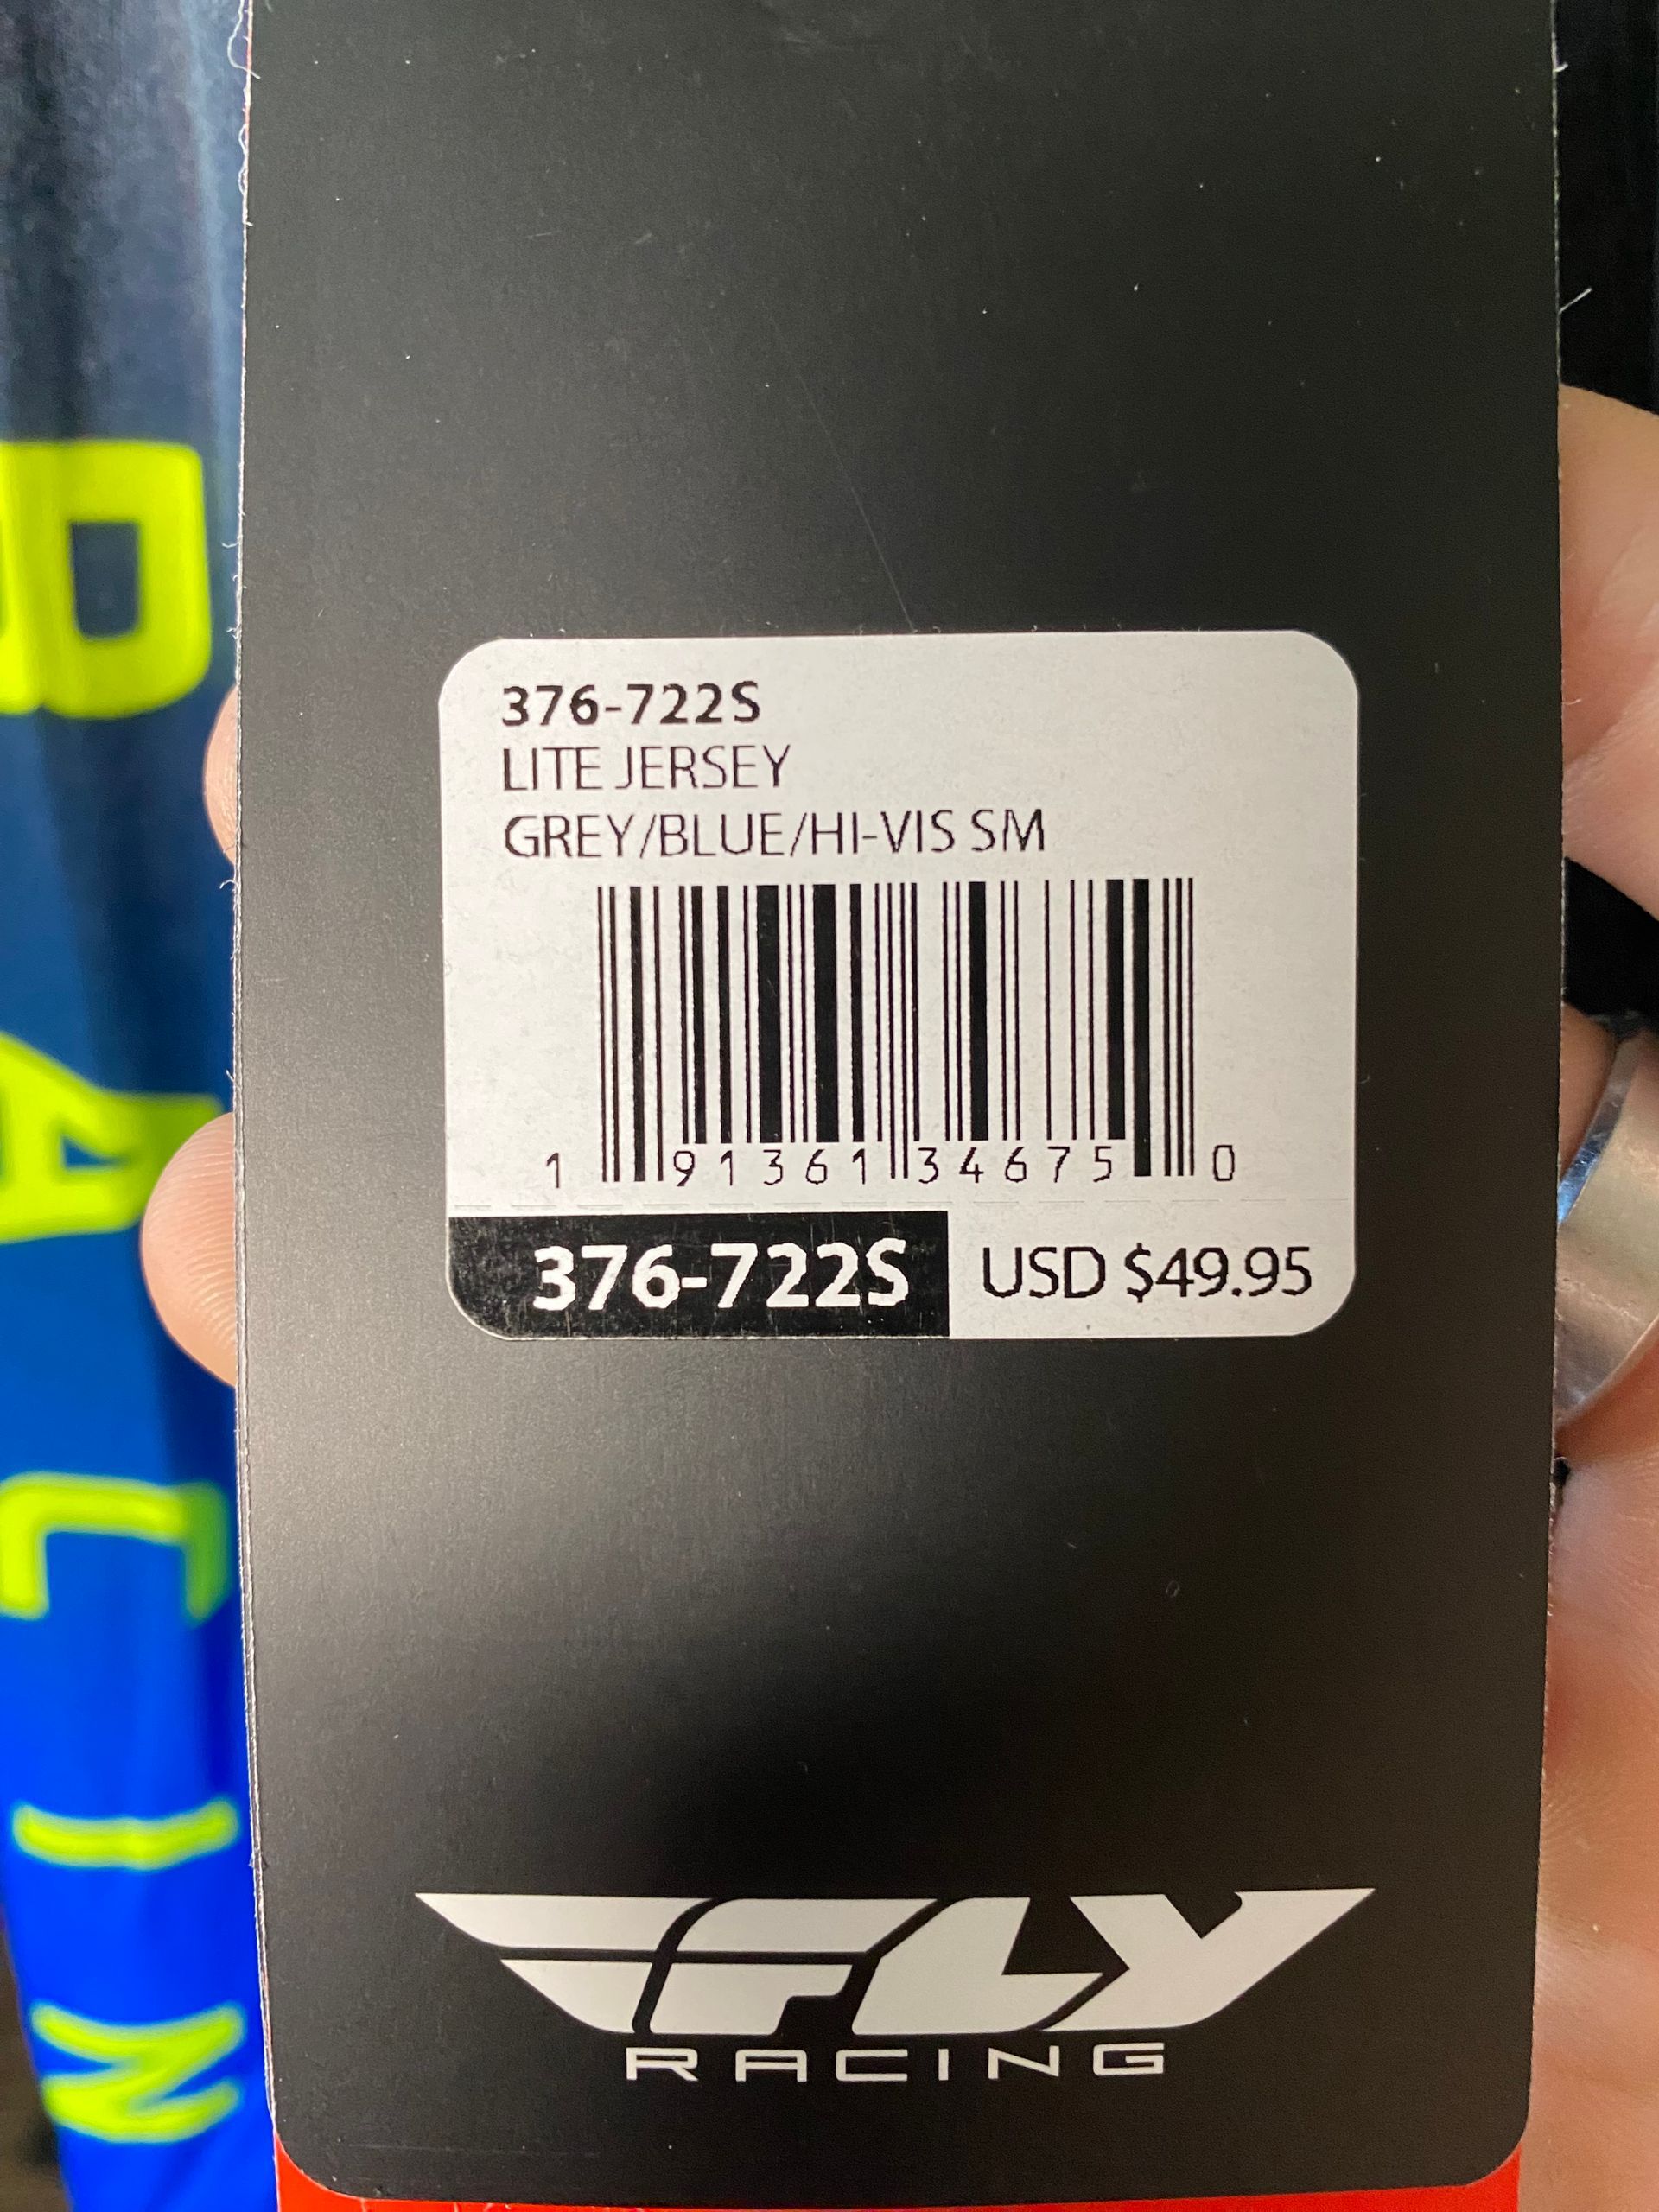 376-722S
LITE JERSEY
GREY/BLUE/HI-VIS SM
1 91361 34675 0
376-722S USD $49.95
FLY
RACING
RACIN